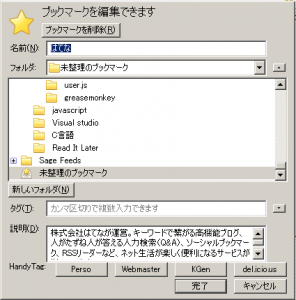 ブックマークを編集できます
ブックマークを削除(R)
名前(N): はてな
フォルダ: 未整理のブックマーク
user.js
greasemonkey
javascript
Visual studio
C言語
Read It Later
Sage Feeds
未整理のブックマーク
新しいフォルダ(N)
タグ(T): カンマ区切りで複数入力できます
説明(D): 株式会社はてなが運営。キーワードで繋がる高機能ブログ、
人がたずね人が答える人力検索(Q&A)、ソーシャルブックマー
ク、RSSリーダーなど、ネット生活が楽しく便利になるサービスが
HandyTag: Perso Webmaster KGen del.icio.us
完了 キャンセル